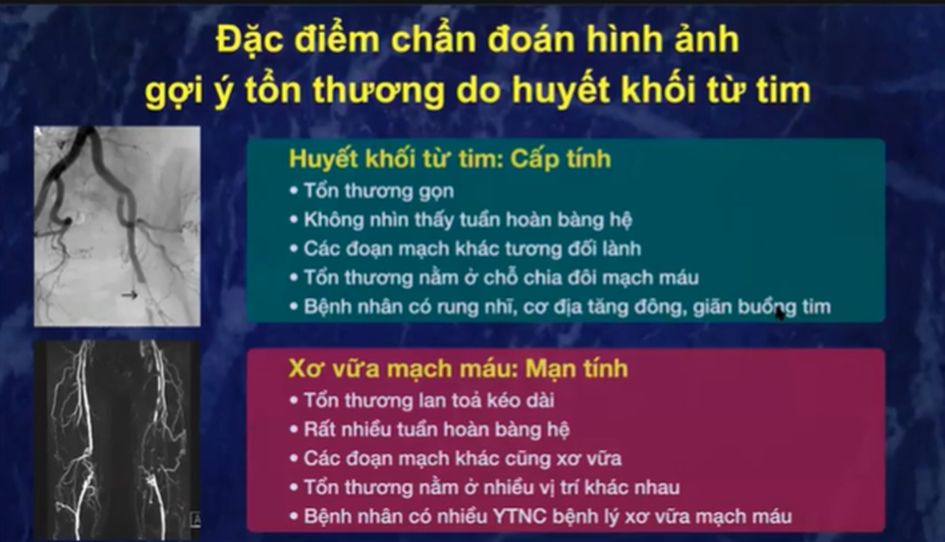 Đặc điểm chẩn đoán hình ảnh
gợi ý tổn thương do huyết khối từ tim
Huyết khối từ tim: Cấp tính
• Tổn thương gọn
• Không nhìn thấy tuần hoàn bàng hệ
• Các đoạn mạch khác tương đối lành
• Tổn thương nằm ở chỗ chia đôi mạch máu
• Bệnh nhân có rung nhĩ, cơ địa tăng đông, giãn buồng tim
Xơ vữa mạch máu: Mạn tính
• Tổn thương lan toả kéo dài
• Rất nhiều tuần hoàn bàng hệ
• Các đoạn mạch khác cũng xơ vữa
• Tổn thương nằm ở nhiều vị trí khác nhau
• Bệnh nhân có nhiều YTNC bệnh lý xơ vữa mạch máu
A